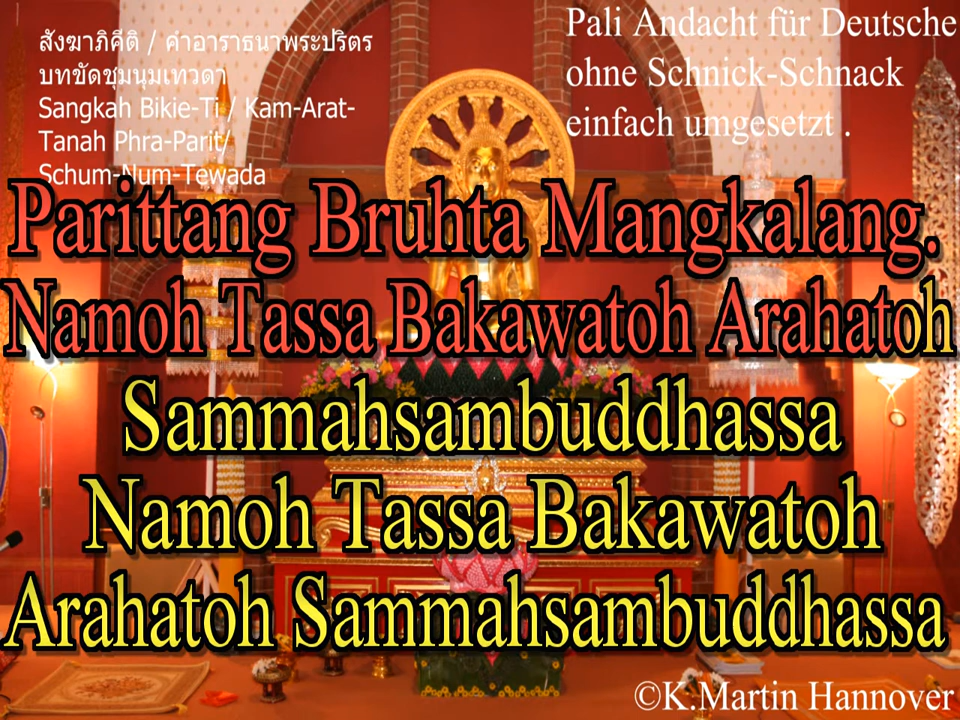 สังฆาภิคีติ / คำอาราธนาพระปริตร
บทขัดชุมนุมเทวดา
Sangkah Bikie-Ti / Kam-Arat-
Tanah Phra-Parit/
Schum-Num-Tewada
Pali Andacht für Deutsche
ohne Schnick-Schnack
einfach umgesetzt .
Parittang Bruhta Mangkalang.
Namoh Tassa Bakawatoh Arahatoh
Sammahsambuddhassa
Namoh Tassa Bakawatoh
Arahatoh Sammahsambuddhassa
©K.Martin Hannover